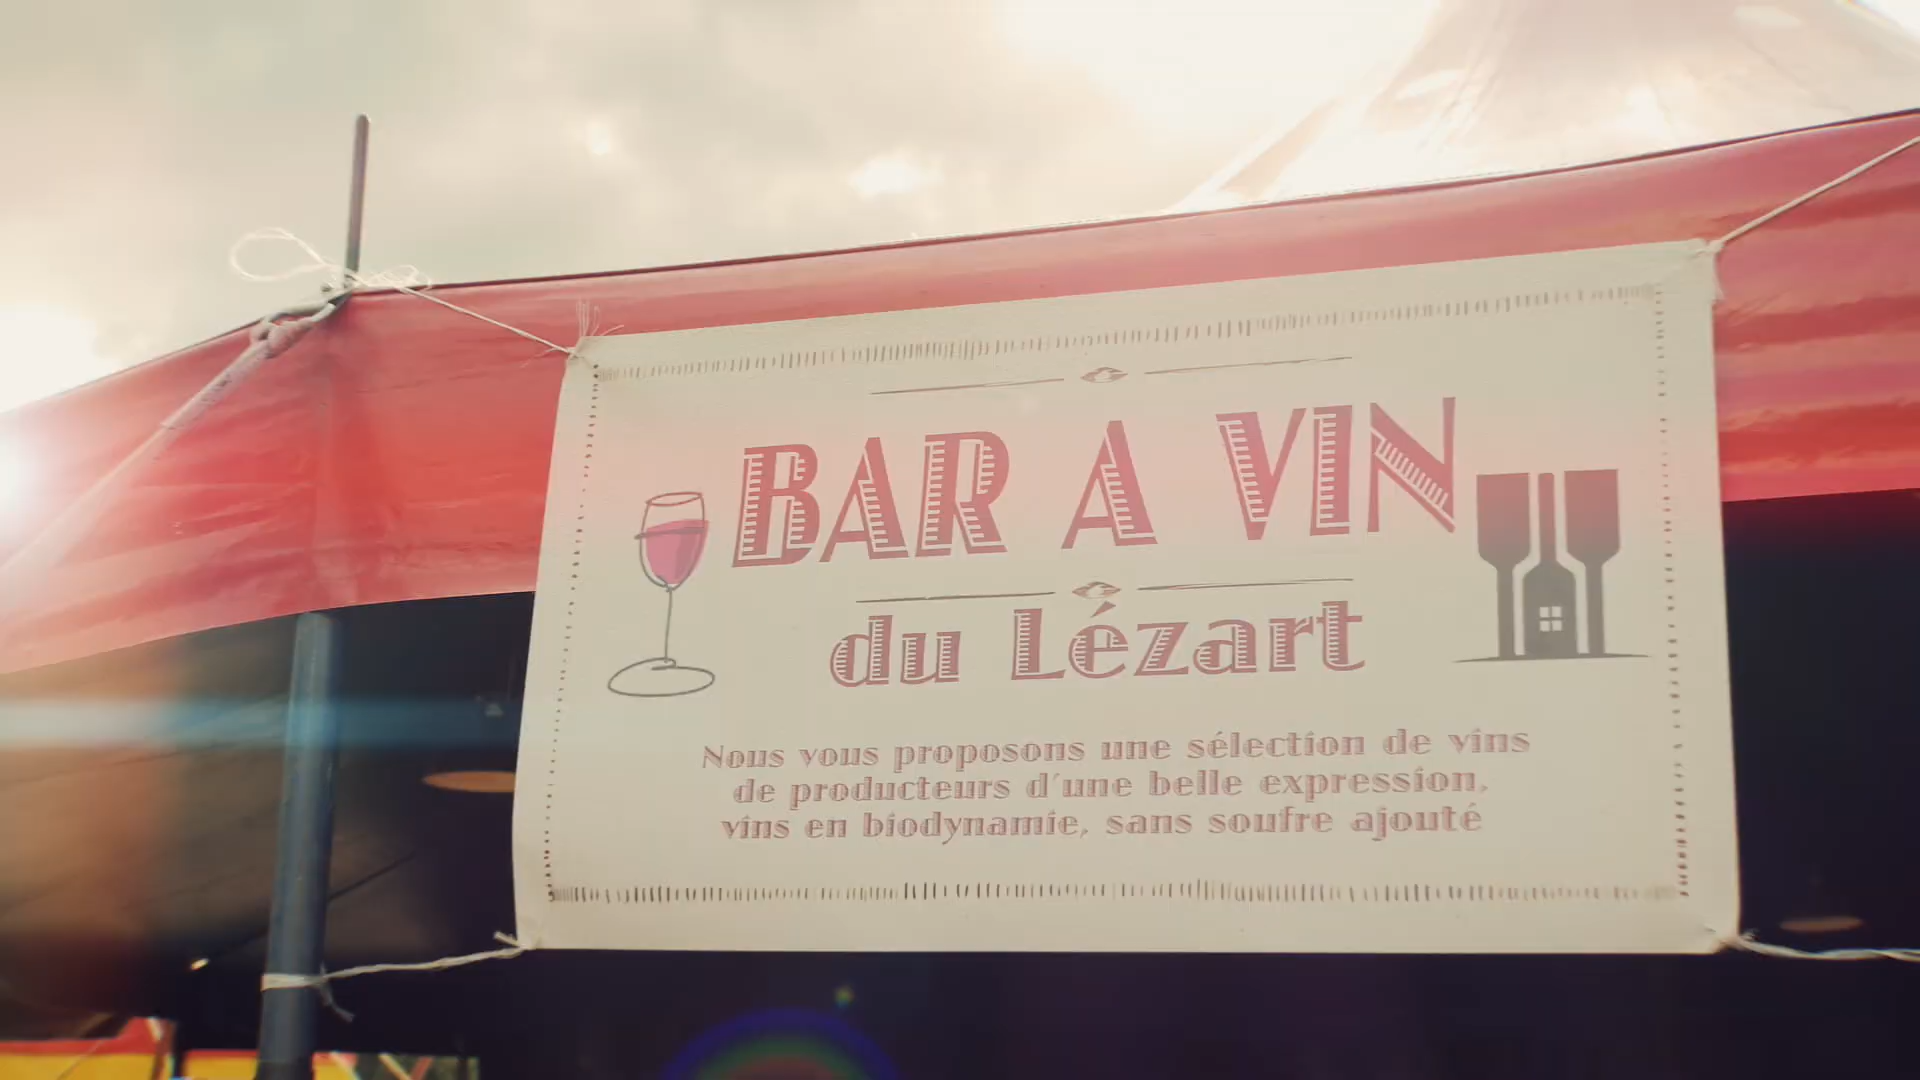 BAR A VIN
du Lézart
Nous vous proposons une sélection de vins
de producteurs d'une belle expression,
vins en biodynamie, sans soufre ajouté